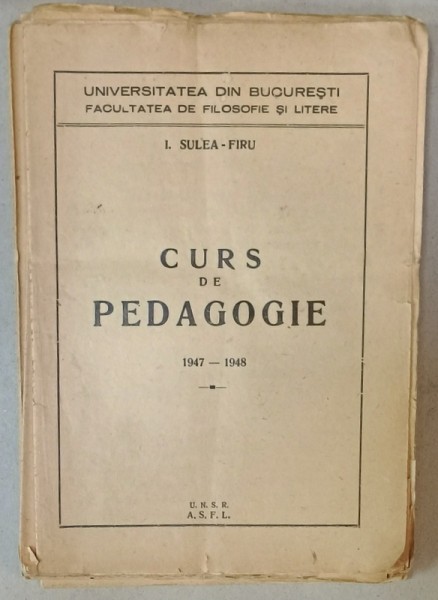 UNIVERSITATEA DIN BUCUREȘTI
FACULTATEA DE FILOSOFIE ȘI LITERE
I. SULEA - FIRU
CURS
DE
PEDAGOGIE
1947 — 1948
U. N. S. R.
A. S. F. L.